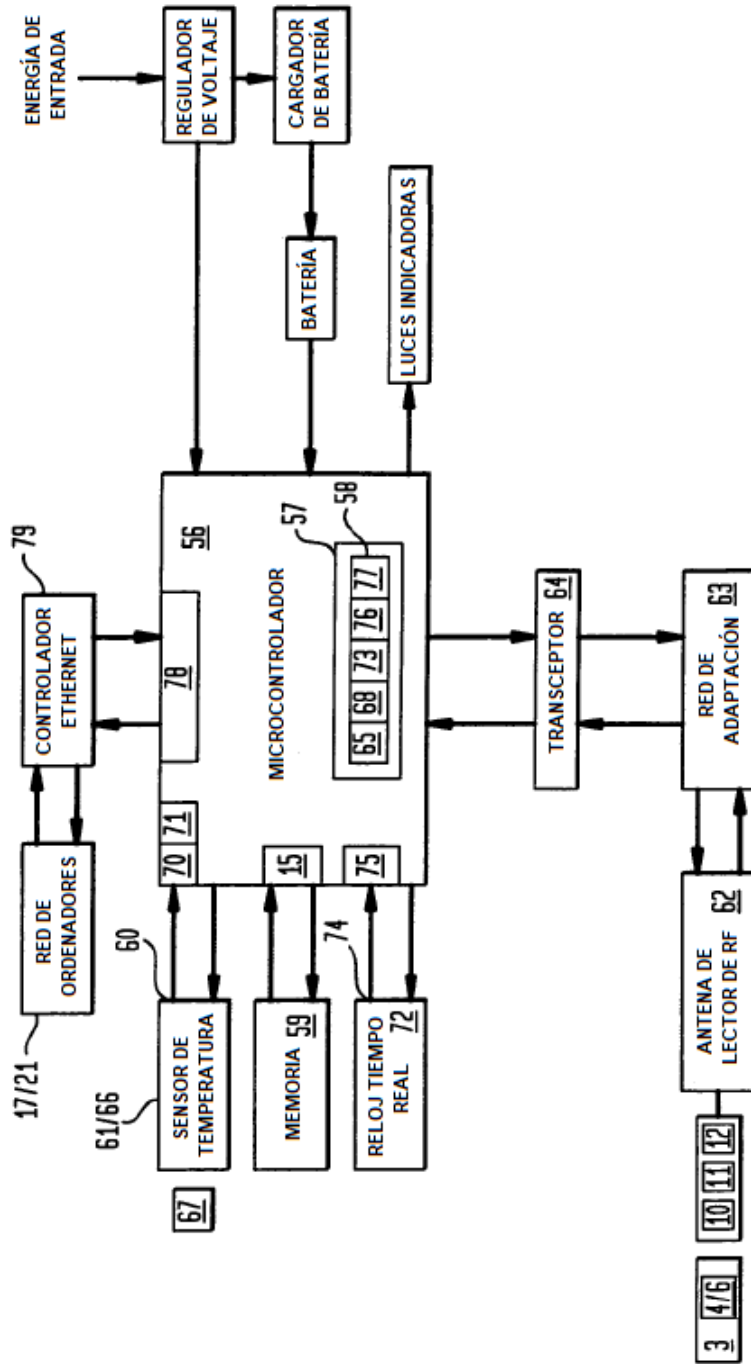 ENERGÍA DE
ENTRADA
REGULADOR
DE VOLTAJE
CARGADOR
DE BATERÍA
BATERÍA
LUCES INDICADORAS
79
CONTROLADOR
ETHERNET
RED DE
ORDENADORES
17/21
78
56
70
71
MICROCONTROLADOR
57
58
65
68
73
76
77
15
75
60
SENSOR DE
TEMPERATURA
61/66
67
MEMORIA
59
74
RELOJ TIEMPO
REAL
72
TRANSCEPTOR
64
RED DE
ADAPTACIÓN
63
ANTENA DE
LECTOR DE RF
62
10
11
12
3
4/6